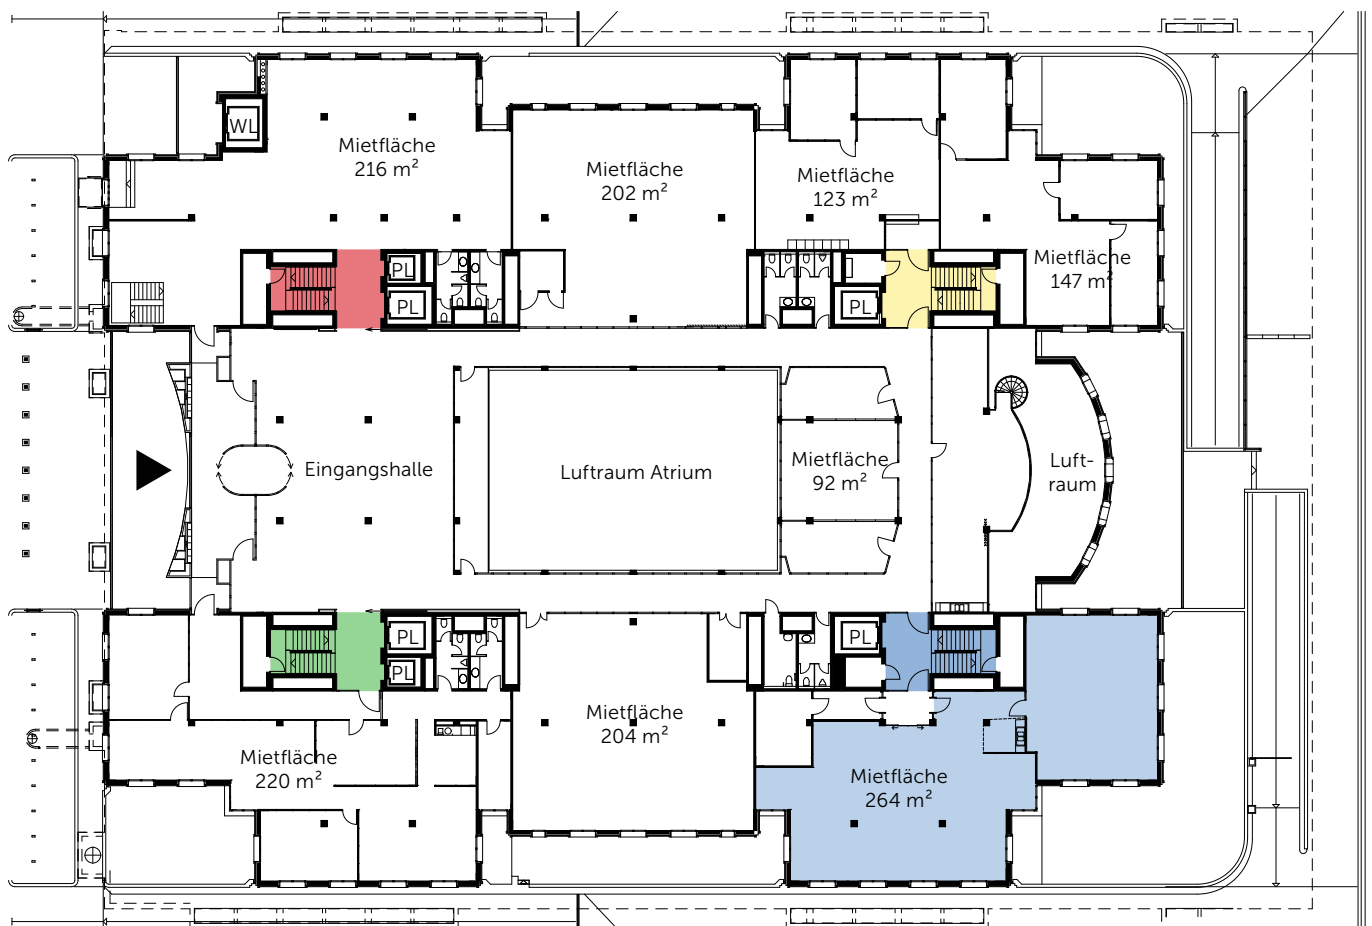 WL
Mietfläche
216 m²
Mietfläche
202 m²
Mietfläche
123 m²
Mietfläche
147 m²
PL
PL
PL
Eingangshalle
Luftraum Atrium
Mietfläche
92 m²
Luft-
raum
PL
PL
PL
Mietfläche
204 m²
Mietfläche
220 m²
Mietfläche
264 m²